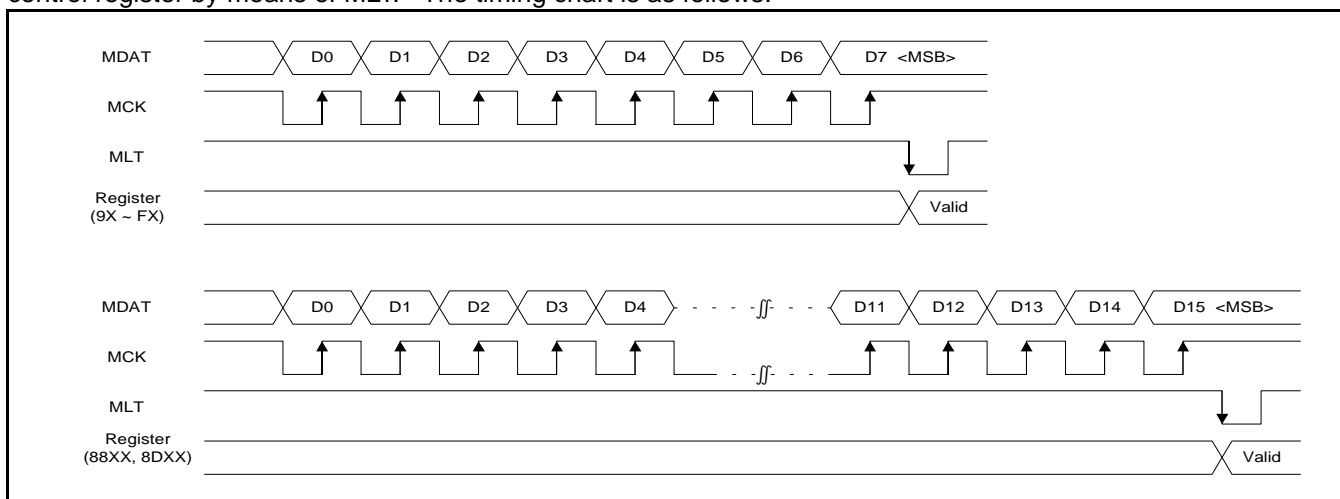 control register by means of MLT. The timing chart is as follows.
MDAT D0 D1 D2 D3 D4 D5 D6 D7 <MSB>
MCK
MLT
Register
(9X ~ FX)
Valid
MDAT D0 D1 D2 D3 D4 D11 D12 D13 D14 D15 <MSB>
MCK
MLT
Register
(88XX, 8DXX)
Valid